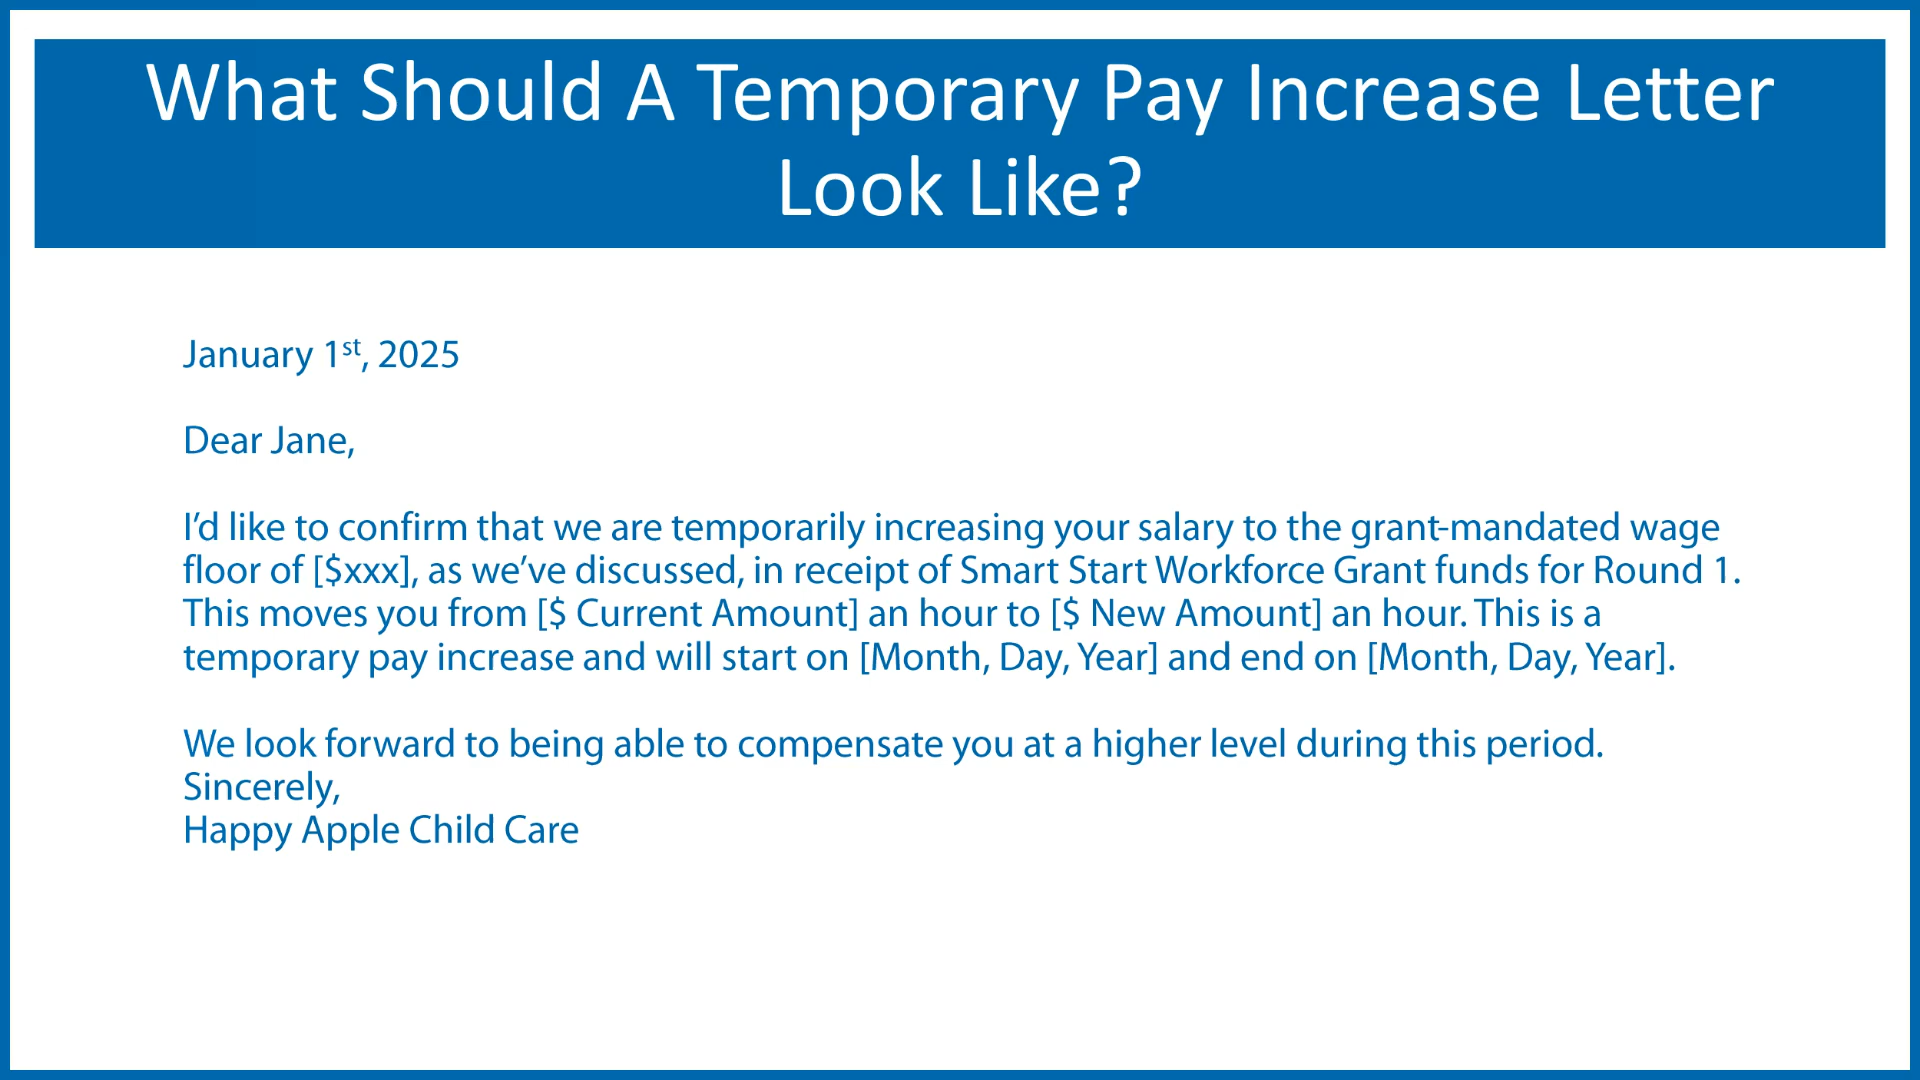 What Should A Temporary Pay Increase Letter
Look Like?
January 1st, 2025
Dear Jane,
I’d like to confirm that we are temporarily increasing your salary to the grant-mandated wage
floor of [$xxx], as we’ve discussed, in receipt of Smart Start Workforce Grant funds for Round 1.
This moves you from [$ Current Amount] an hour to [$ New Amount] an hour. This is a
temporary pay increase and will start on [Month, Day, Year] and end on [Month, Day, Year].
We look forward to being able to compensate you at a higher level during this period.
Sincerely,
Happy Apple Child Care